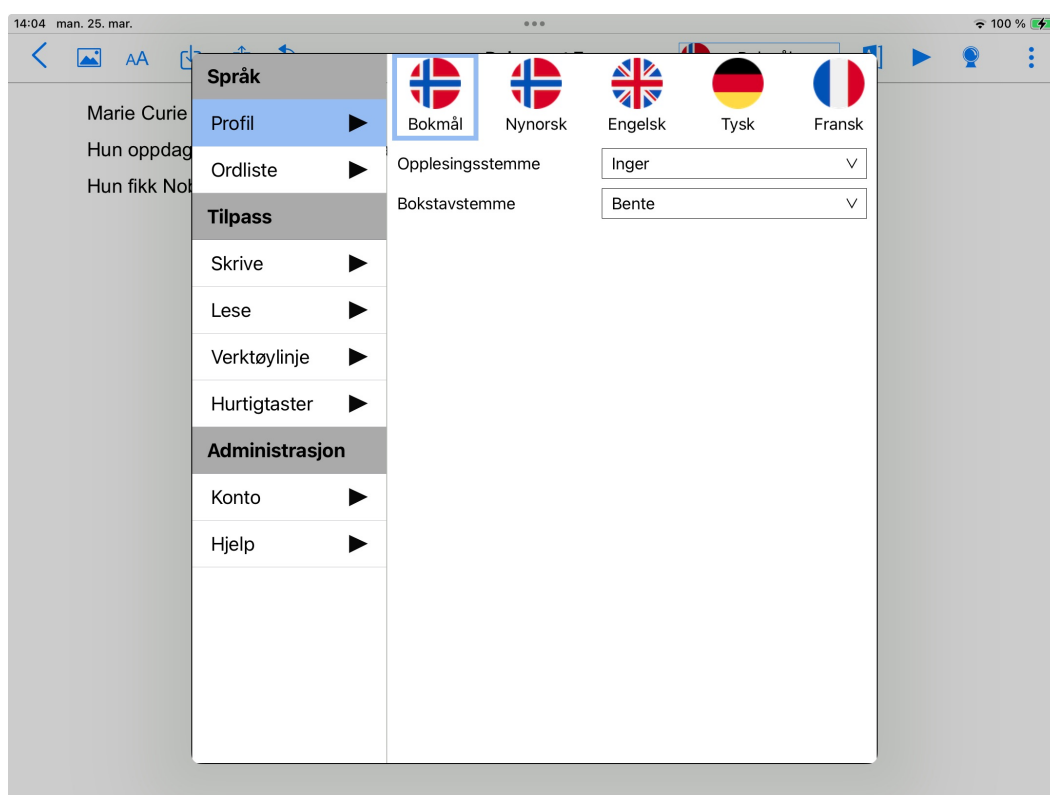 14:04 man. 25. mar.
100 %
AA
Marie Curie
Hun oppdag
Hun fikk Nob
Språk
Profil
Ordliste
Tilpass
Skrive
Lese
Verktøylinje
Hurtigtaster
Administrasjon
Konto
Hjelp
Bokmål Nynorsk Engelsk Tysk Fransk
Opplesingsstemme Inger
Bokstavstemme Bente